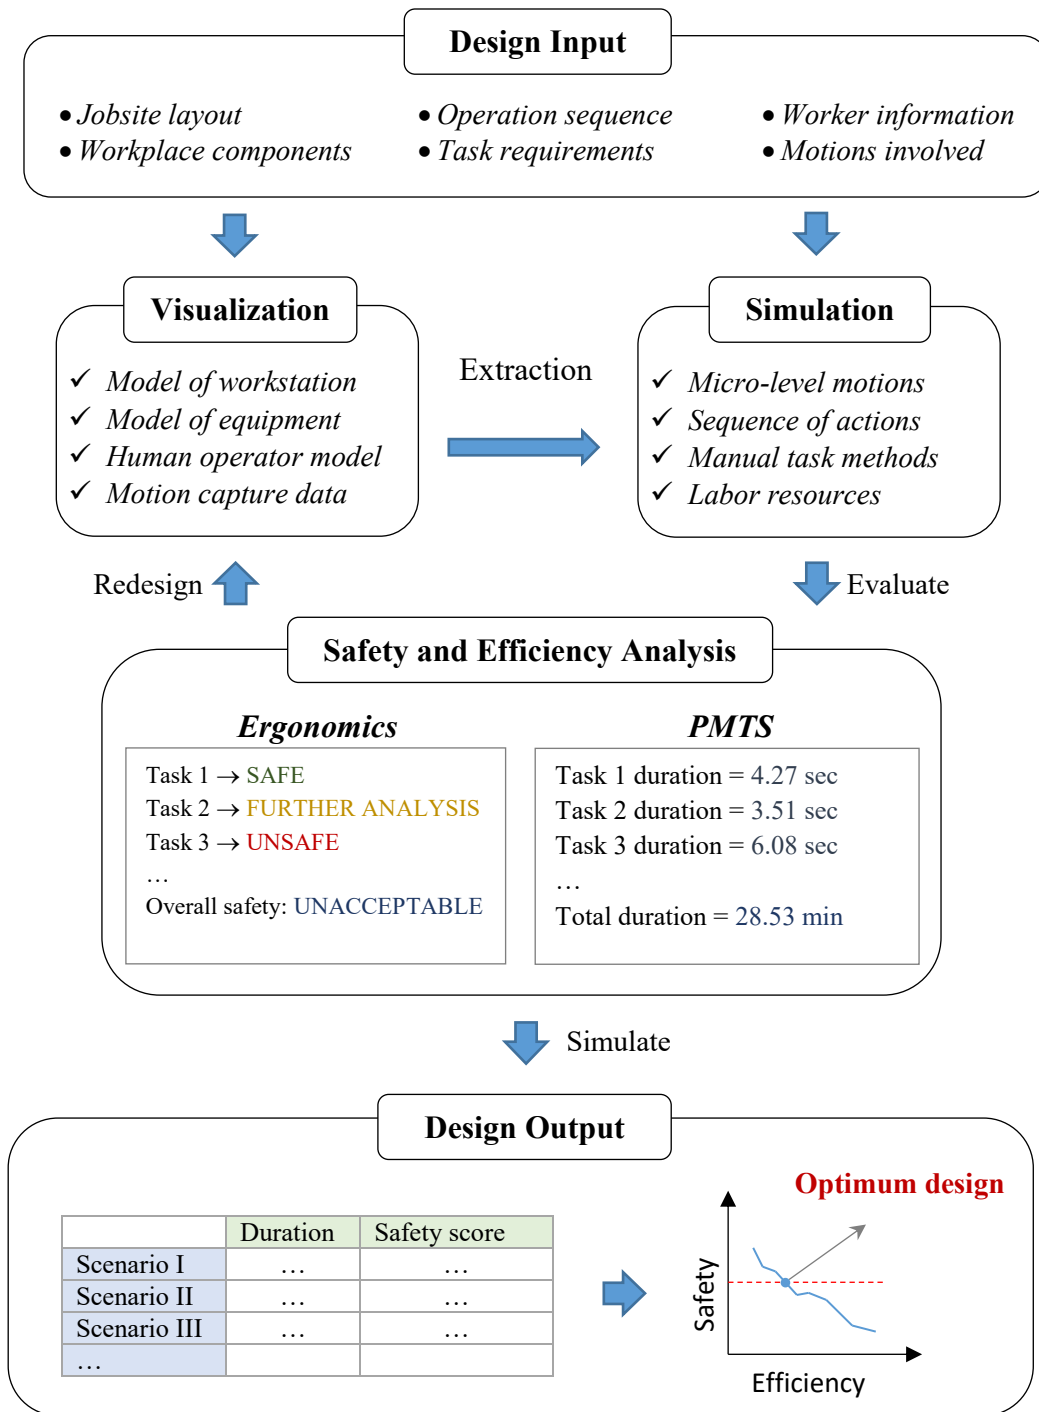 Design Input
• Jobsite layout
• Workplace components
• Operation sequence
• Task requirements
• Worker information
• Motions involved
Visualization
✓ Model of workstation
✓ Model of equipment
✓ Human operator model
✓ Motion capture data
Extraction
Simulation
✓ Micro-level motions
✓ Sequence of actions
✓ Manual task methods
✓ Labor resources
Redesign
Evaluate
Safety and Efficiency Analysis
Ergonomics
Task 1 → SAFE
Task 2 → FURTHER ANALYSIS
Task 3 → UNSAFE
…
Overall safety: UNACCEPTABLE
PMTS
Task 1 duration = 4.27 sec
Task 2 duration = 3.51 sec
Task 3 duration = 6.08 sec
…
Total duration = 28.53 min
Simulate
Design Output
Duration Safety score
Scenario I … …
Scenario II … …
Scenario III … …
…
Optimum design
Safety
Efficiency